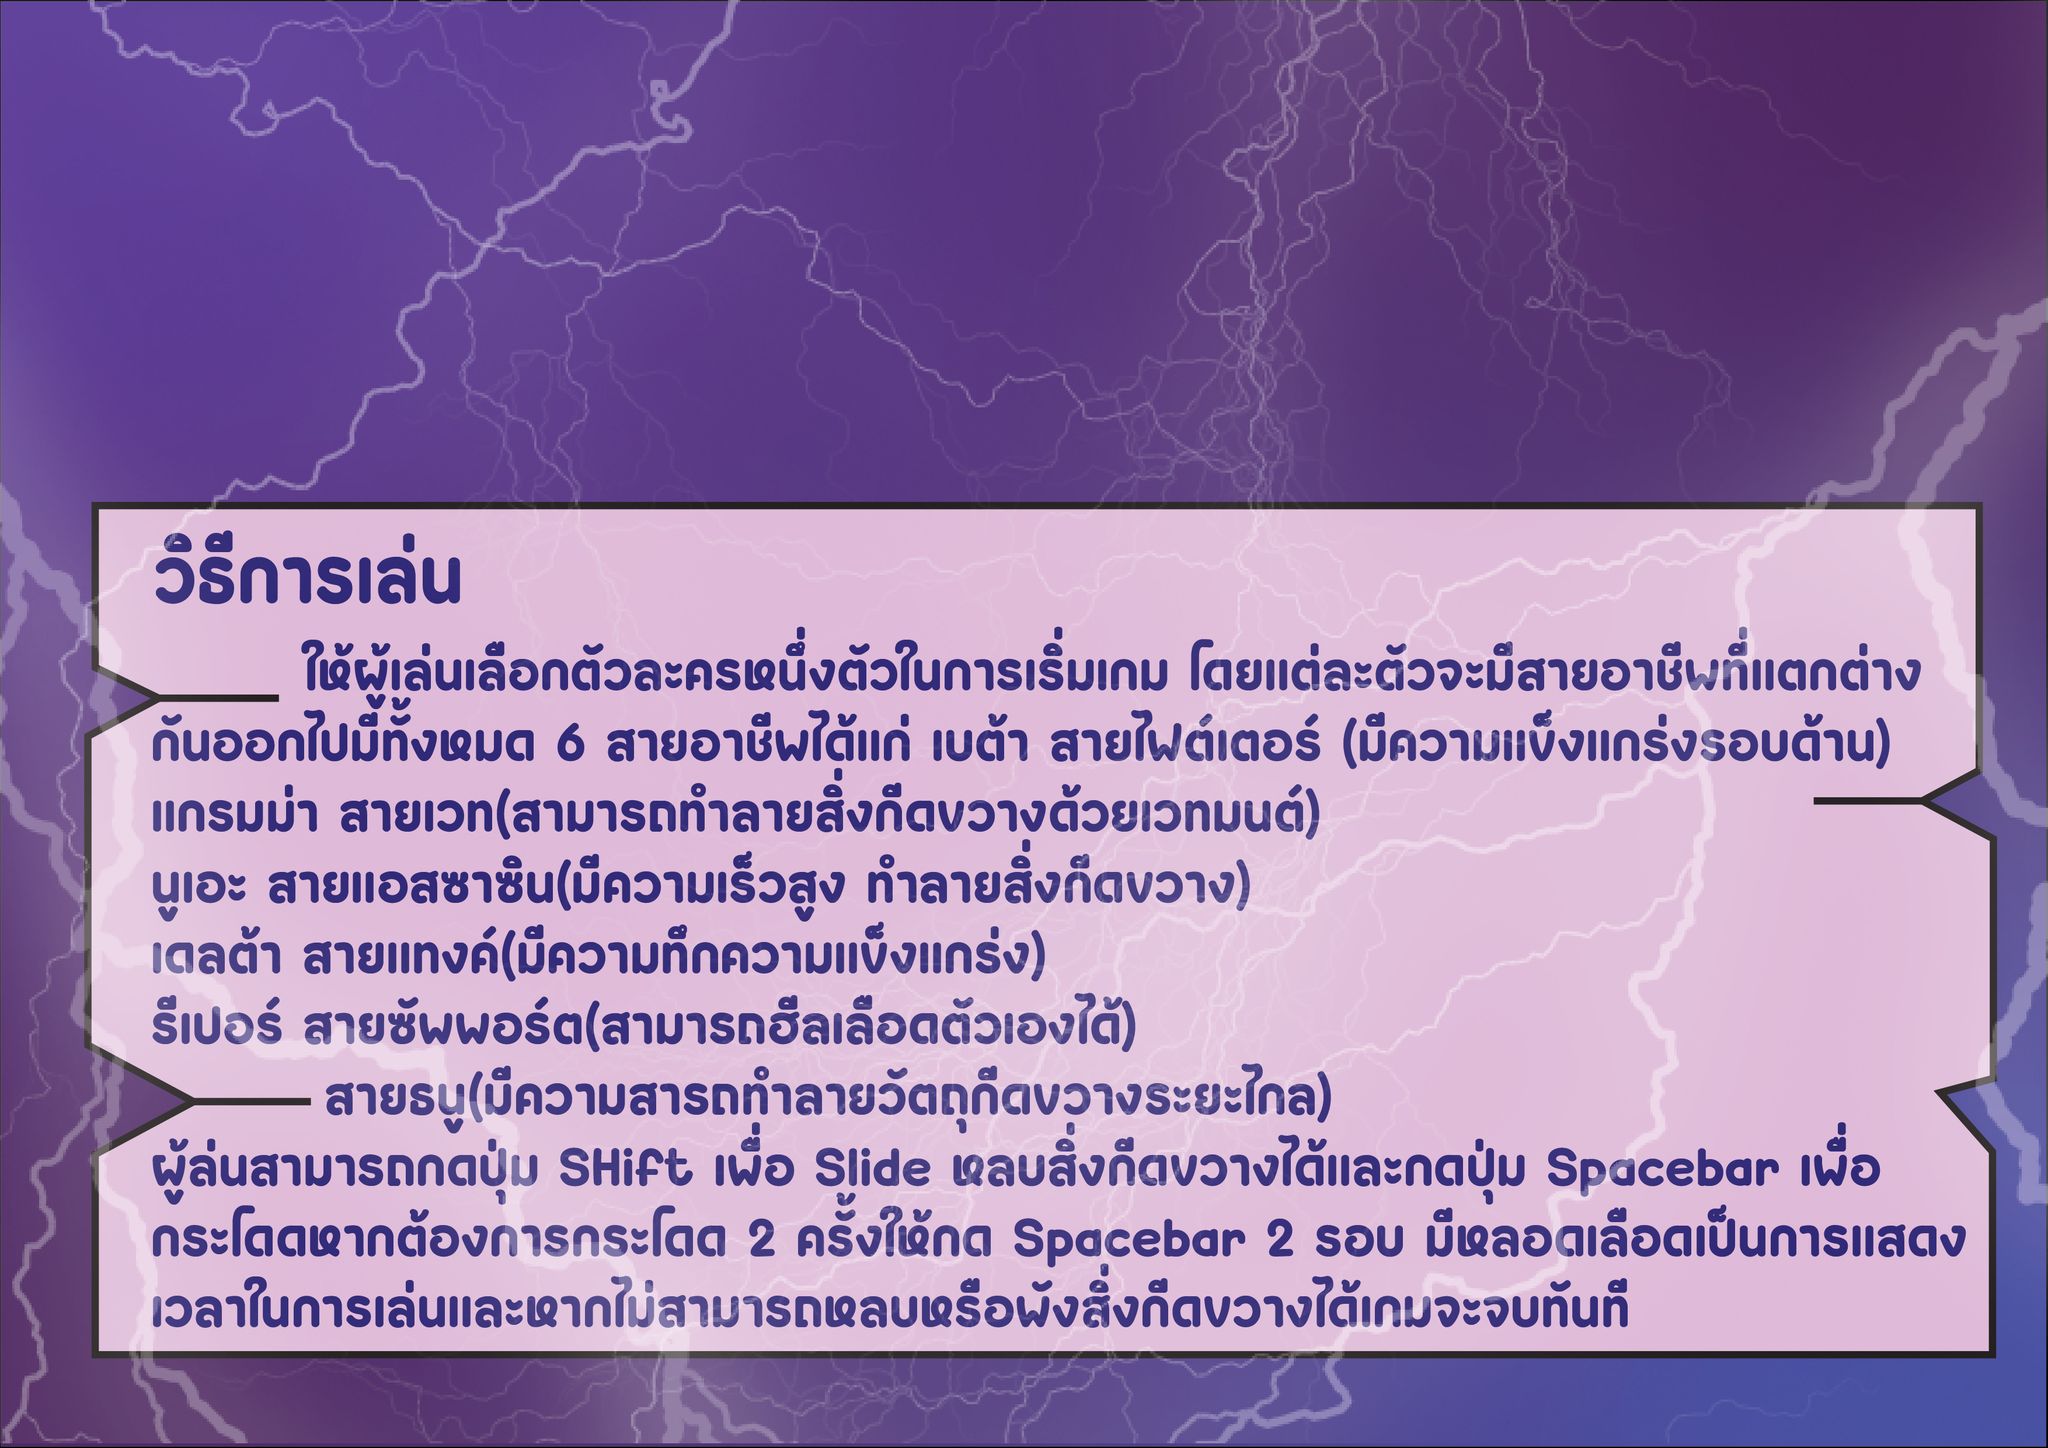 วิธีการเล่น
ให้ผู้เล่นเลือกตัวละครหนึ่งตัวในการเริ่มเกม โดยแต่ละตัวจะมีสายอาชีพที่แตกต่าง
กันออกไปมีทั้งหมด 6 สายอาชีพได้แก่ เบต้า สายไฟต์เตอร์ (มีความแข็งแกร่งรอบด้าน)
แกรมม่า สายเวท(สามารถทำลายสิ่งกีดขวางด้วยเวทมนต์)
นูเอะ สายแอสซาซิน(มีความเร็วสูง ทำลายสิ่งกีดขวาง)
เดลต้า สายแทงค์(มีความทึกความแข็งแกร่ง)
รีเปอร์ สายซัพพอร์ต(สามารถฮีลเลือดตัวเองได้)
สายธนู(มีความสารถทำลายวัตถุกีดขวางระยะไกล)
ผู้ล่นสามารถกดปุ่ม SHift เพื่อ Slide หลบสิ่งกีดขวางได้และกดปุ่ม Spacebar เพื่อ
กระโดดหากต้องการกระโดด 2 ครั้งให้กด Spacebar 2 รอบ มีหลอดเลือดเป็นการแสดง
เวลาในการเล่นและหากไม่สามารถหลบหรือพังสิ่งกีดขวางได้เกมจะจบทันที